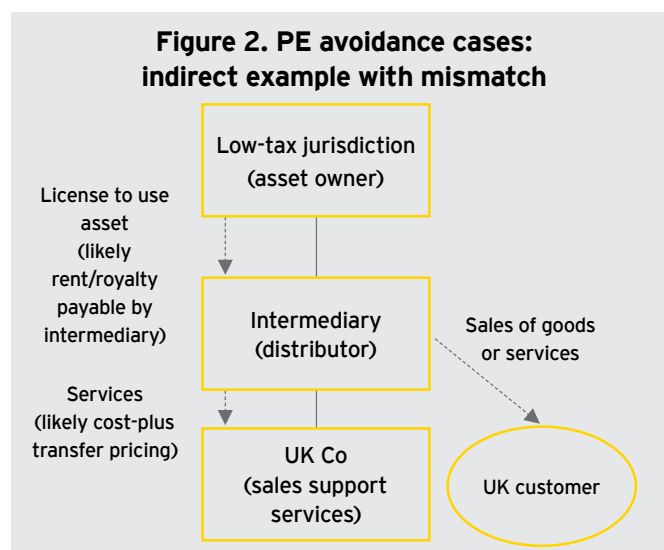 Figure 2. PE avoidance cases:
indirect example with mismatch
Low-tax jurisdiction
(asset owner)
License to use
asset
(likely
rent/royalty
payable by
intermediary)
Intermediary
(distributor)
Sales of goods
or services
Services
(likely cost-plus
transfer pricing)
UK Co
(sales support
services)
UK customer